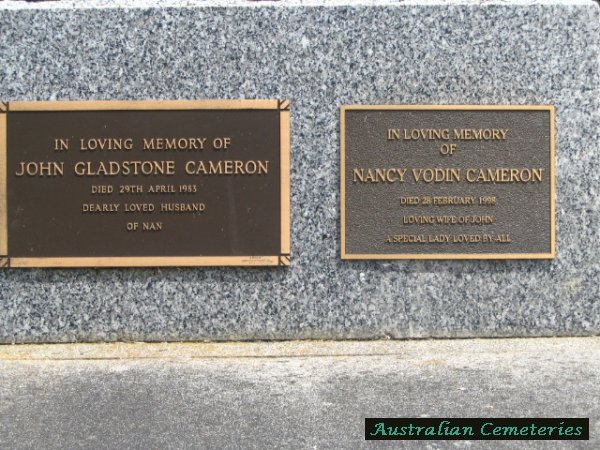 IN LOVING MEMORY OF
JOHN GLADSTONE CAMERON
DIED 29TH APRIL 1983
DEARLY LOVED HUSBAND
OF NAN
IN LOVING MEMORY
OF
NANCY VODIN CAMERON
DIED 28 FEBRUARY 1998
LOVING WIFE OF JOHN
A SPECIAL LADY LOVED BY ALL
Australian Cemeteries